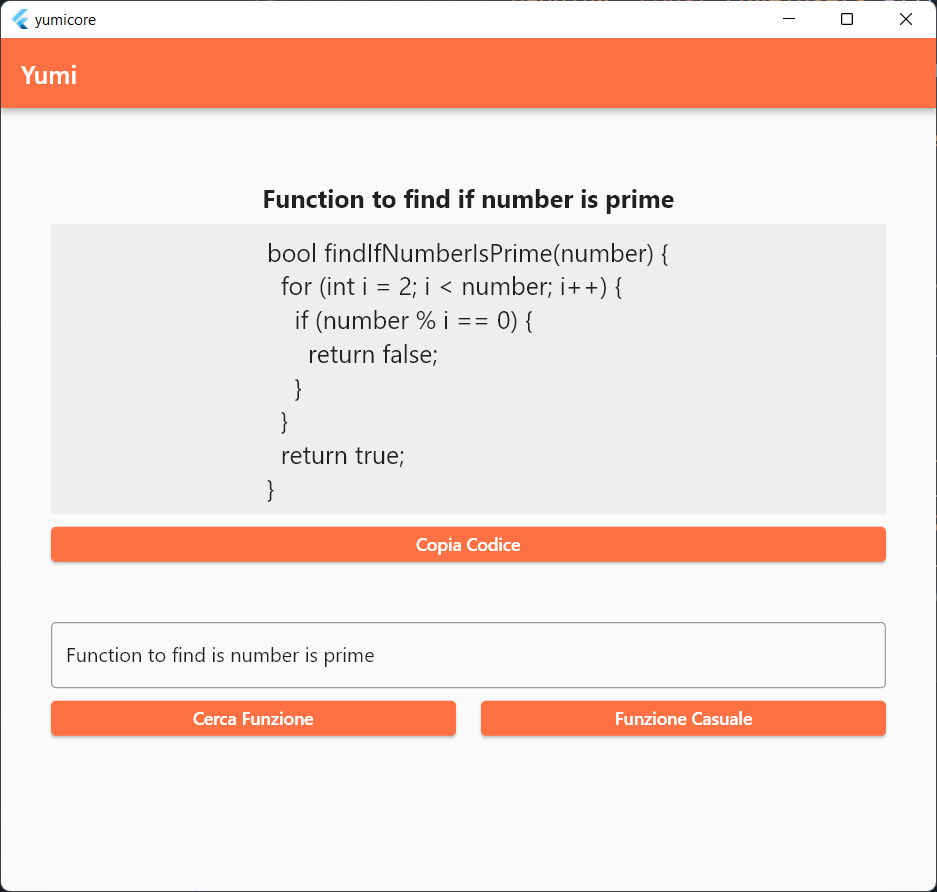 yumicore
Yumi
Function to find if number is prime
bool findIfNumberIsPrime(number) {
  for (int i = 2; i < number; i++) {
    if (number % i == 0) {
      return false;
    }
  }
  return true;
}
Copia Codice
Function to find is number is prime
Cerca Funzione
Funzione Casuale